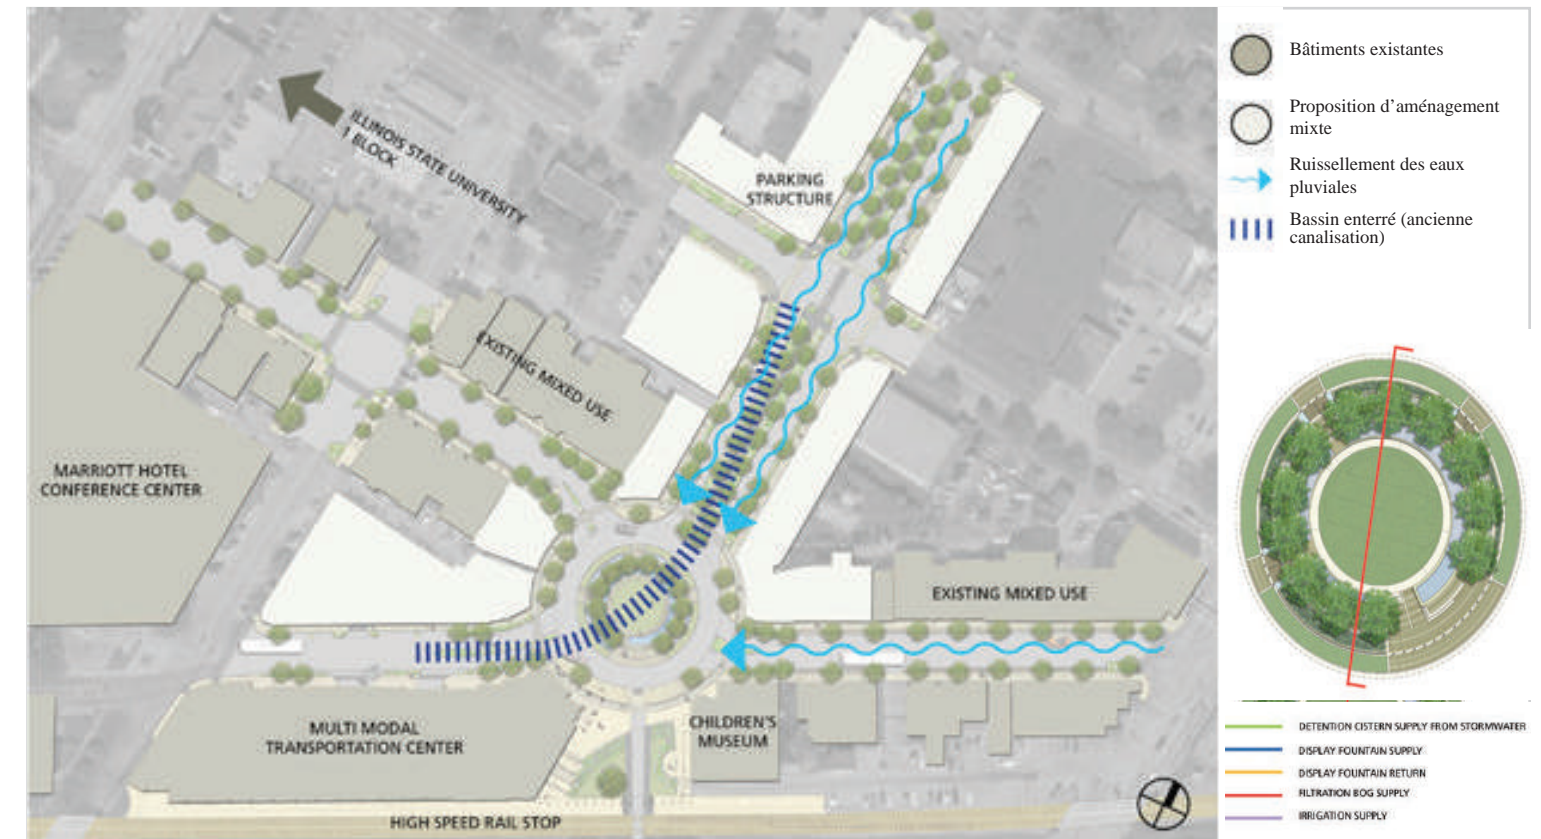 Bâtiments existantes
Proposition d'aménagement
mixte
Ruissellement des eaux
pluviales
Bassin enterré (ancienne
canalisation)
ILLINOIS STATE UNIVERSITY
1 BLOCK
PARKING
STRUCTURE
EXISTING MIXED USE
MARRIOTT HOTEL
CONFERENCE CENTER
EXISTING MIXED USE
MULTI MODAL
TRANSPORTATION CENTER
CHILDREN'S
MUSEUM
HIGH SPEED RAIL STOP
DETENTION CISTERN SUPPLY FROM STORMWATER
DISPLAY FOUNTAIN SUPPLY
DISPLAY FOUNTAIN RETURN
FILTRATION BOG SUPPLY
IRRIGATION SUPPLY